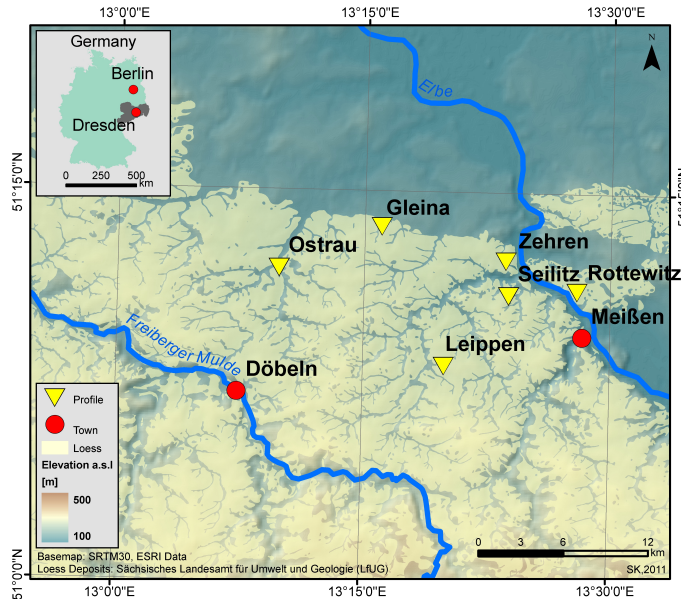 13°0'0"E 13°15'0"E 13°30'0"E
Germany
Berlin
Dresden
0 250 500
km
N
Elbe
51°15'0"N
51°15'0"N
Gleina
Ostrau
Zehren
Seilitz
Rottewitz
Meißen
Leippen
Freiberger Mulde
Döbeln
Profile
Town
Loess
Elevation a.s.l
[m]
500
100
0 3 6 12
km
Basemap: SRTM30, ESRI Data
Loess Deposits: Sächsisches Landesamt für Umwelt und Geologie (LfUG)
SK.2011
51°0'0"N
13°0'0"E 13°15'0"E 13°30'0"E